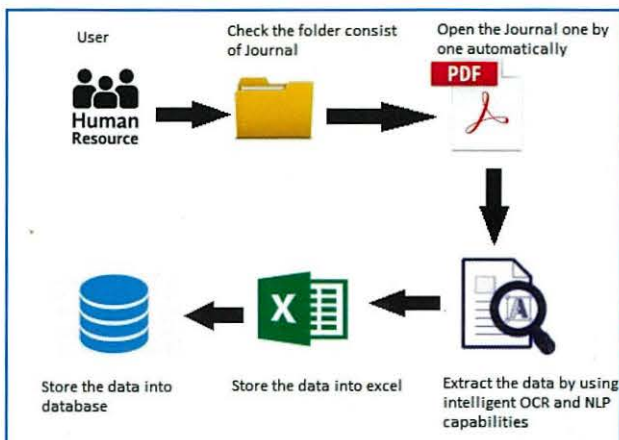 User
Check the folder consist
of Journal
Open the Journal one by
one automatically
Human
Resource
PDF
A
X
Store the data into
database
Store the data into excel
Extract the data by using
intelligent OCR and NLP
capabilities